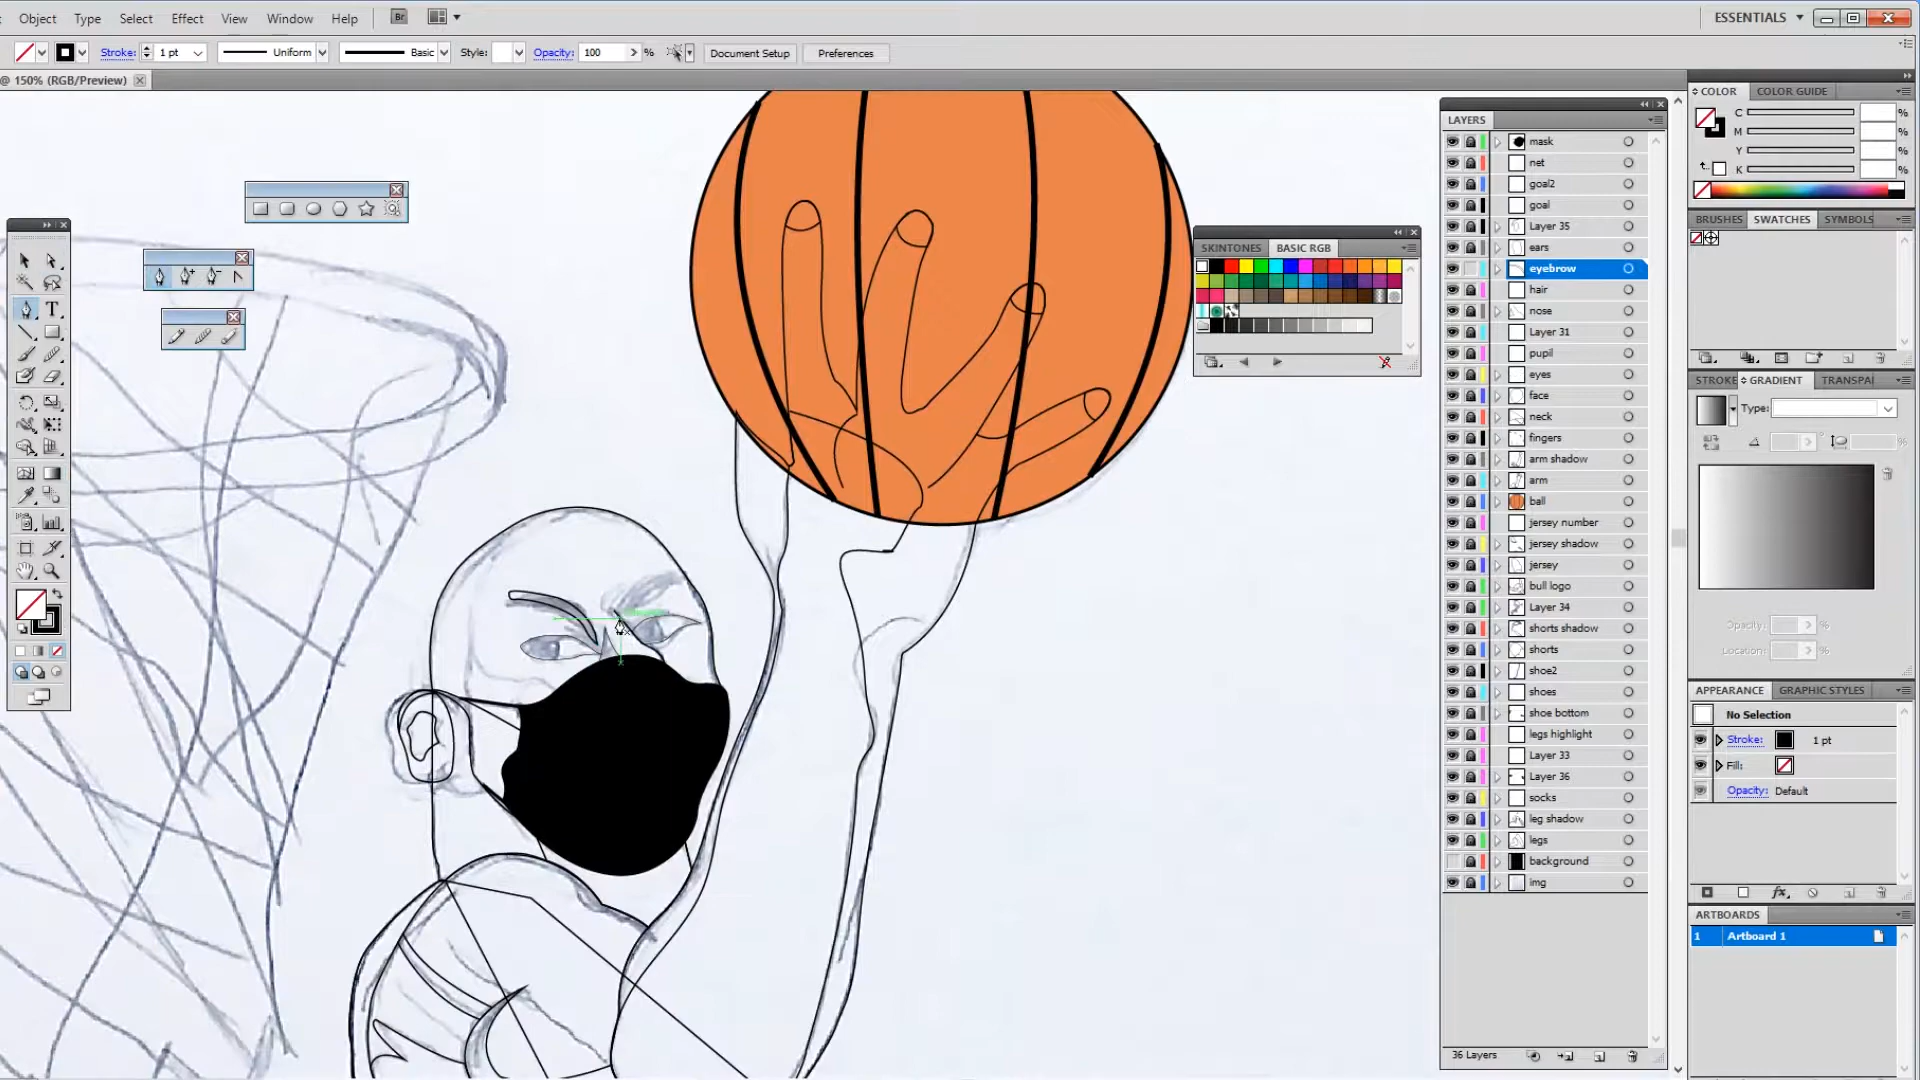 Object Type Select Effect View Window Help Br ESSENTIALS
Stroke: 1 pt Uniform Basic Style: Opacity: 100 % Document Setup Preferences
@ 150% (RGB/Preview)
COLOR COLOR GUIDE
C %
M %
Y %
K %
BRUSHES SWATCHES SYMBOLS
STROKE GRADIENT TRANSPA
Type:
%
Opacity: %
Location: %
APPEARANCE GRAPHIC STYLES
No Selection
Stroke: 1 pt
Fill:
Opacity: Default
ARTBOARDS
1 Artboard 1
SKINTONES BASIC RGB
LAYERS
mask
net
goal2
goal
Layer 35
ears
eyebrow
hair
nose
Layer 31
pupil
eyes
face
neck
fingers
arm shadow
arm
ball
jersey number
jersey shadow
jersey
bull logo
Layer 34
shorts shadow
shorts
shoe2
shoes
shoe bottom
legs highlight
Layer 33
Layer 36
socks
leg shadow
legs
background
img
36 Layers